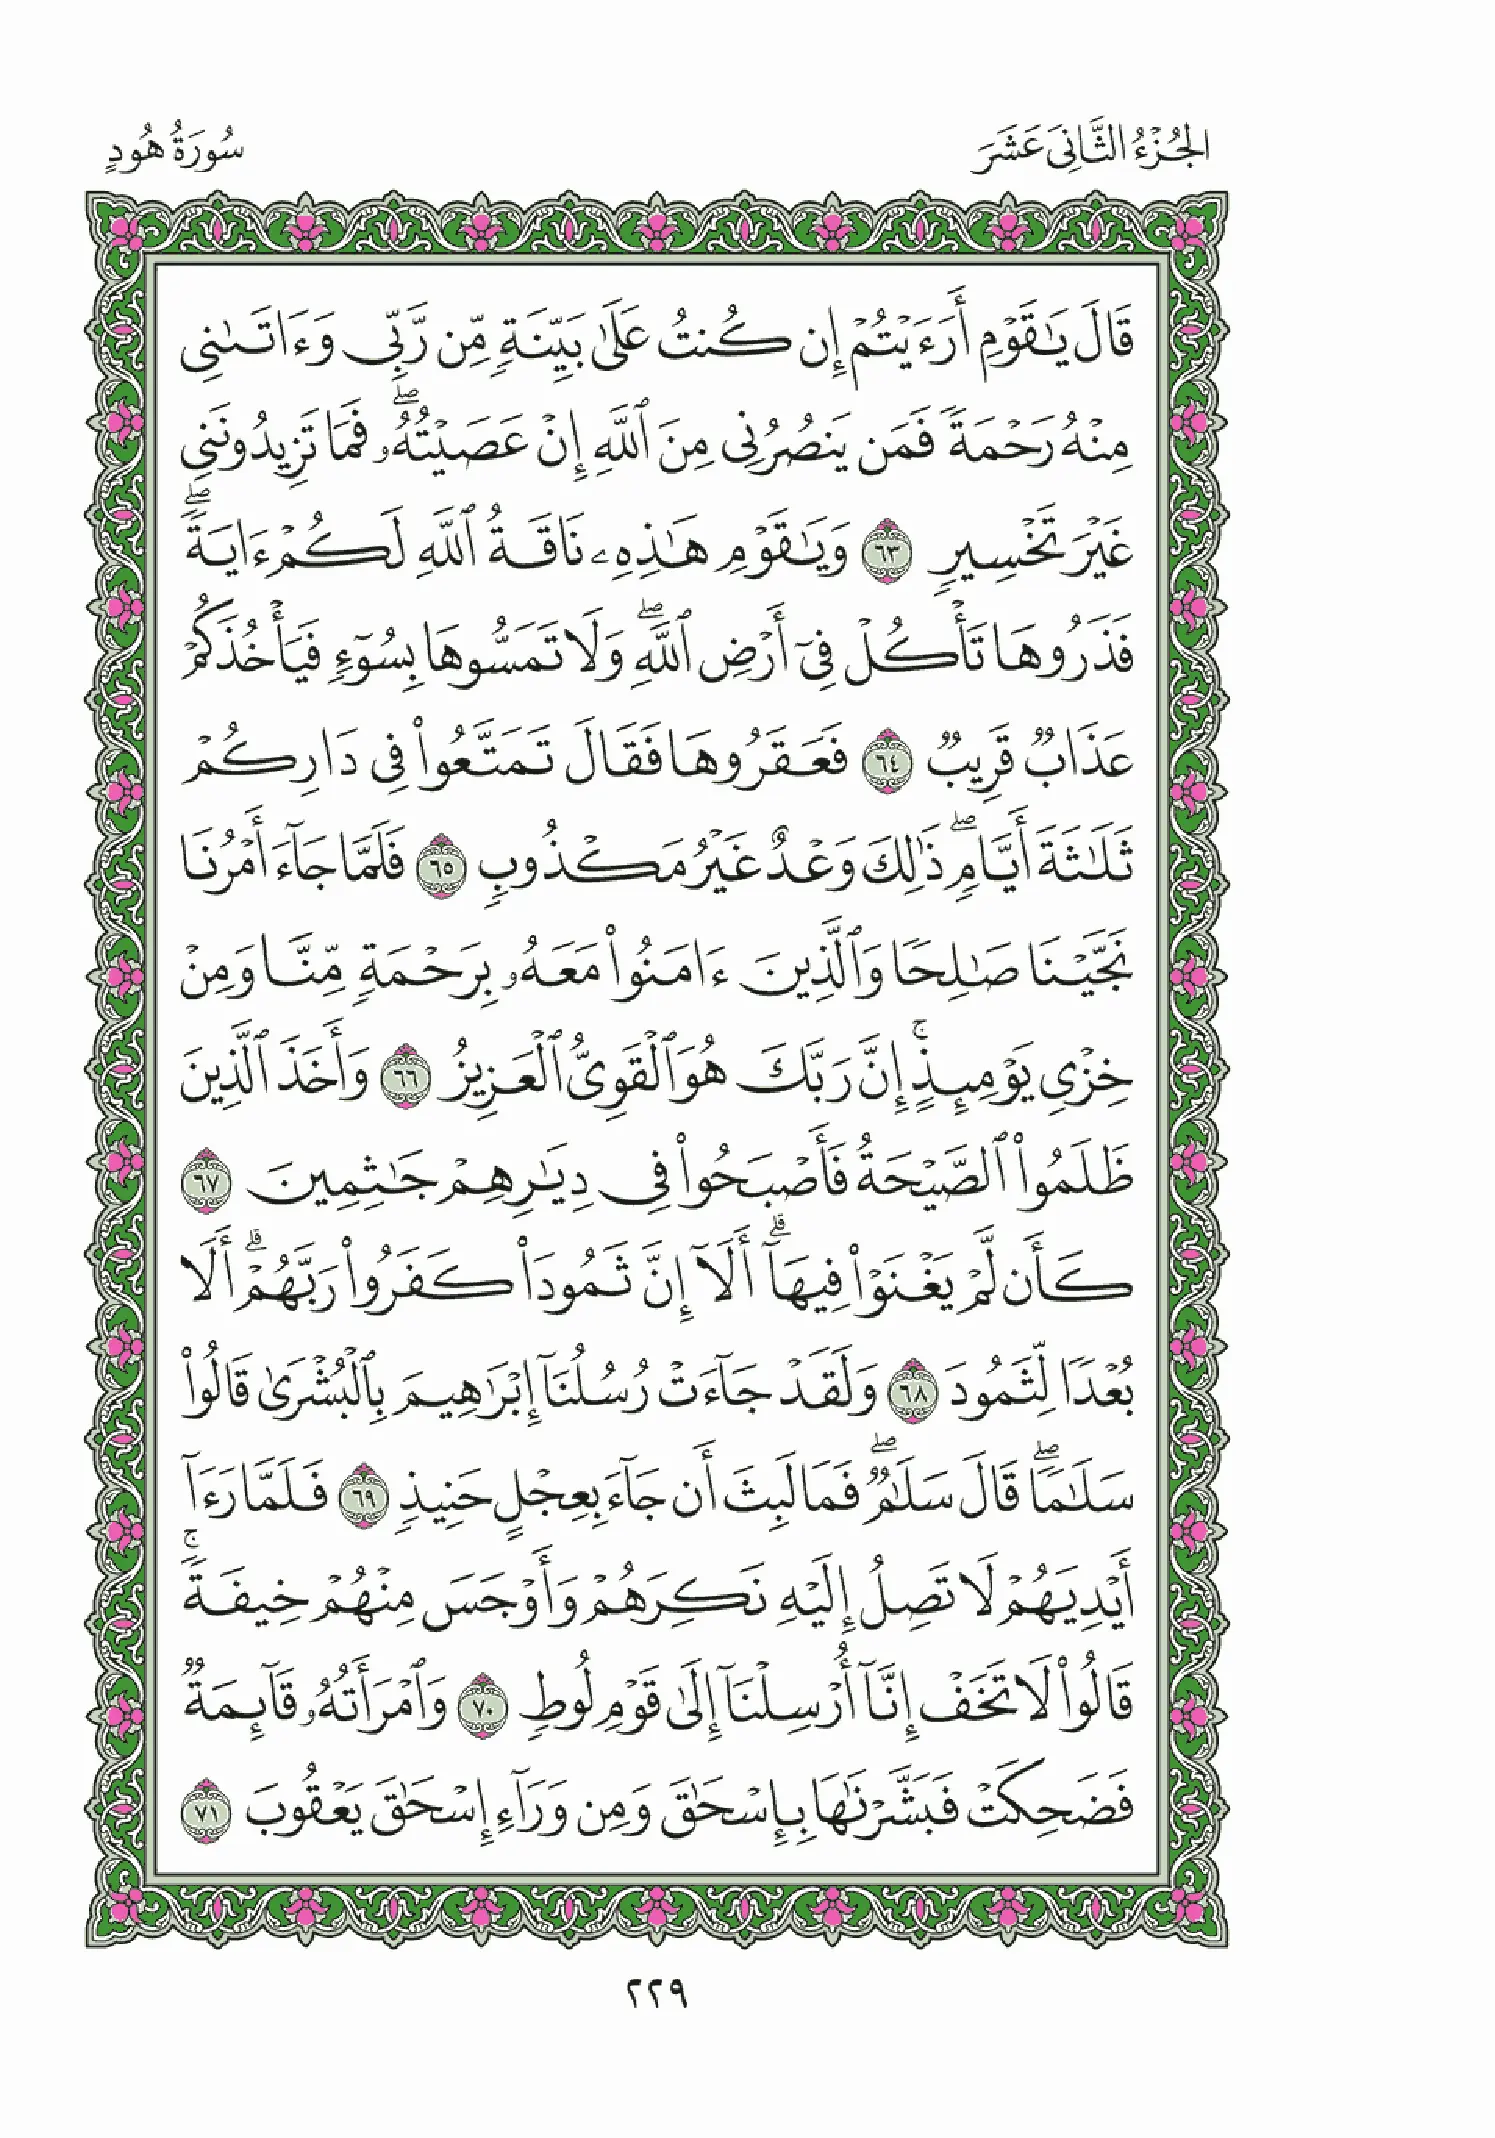 الجُزْءُ الثَّانِي عَشَرَ
سُورَةُ هُودٍ
قَالَ يَٰقَوْمِ أَرَءَيْتُمْ إِن كُنتُ عَلَىٰ بَيِّنَةٍ مِّن رَّبِّى وَءَاتَىٰنِى
مِنْهُ رَحْمَةً فَمَن يَنصُرُنِى مِنَ ٱللَّهِ إِنْ عَصَيْتُهُۥ ۖ فَمَا تَزِيدُونَنِى
غَيْرَ تَخْسِيرٍ ٦٣ وَيَٰقَوْمِ هَٰذِهِۦ نَاقَةُ ٱللَّهِ لَكُمْ ءَايَةً ۖ
فَذَرُوهَا تَأْكُلْ فِىٓ أَرْضِ ٱللَّهِ ۖ وَلَا تَمَسُّوهَا بِسُوٓءٍ فَيَأْخُذَكُمْ
عَذَابٌ قَرِيبٌ ٦٤ فَعَقَرُوهَا فَقَالَ تَمَتَّعُوا۟ فِى دَارِكُمْ
ثَلَٰثَةَ أَيَّامٍ ۖ ذَٰلِكَ وَعْدٌ غَيْرُ مَكْذُوبٍ ٦٥ فَلَمَّا جَآءَ أَمْرُنَا
نَجَّيْنَا صَٰلِحًا وَٱلَّذِينَ ءَامَنُوا۟ مَعَهُۥ بِرَحْمَةٍ مِّنَّا وَمِنْ
خِزْىِ يَوْمِئِذٍ ۗ إِنَّ رَبَّكَ هُوَ ٱلْقَوِىُّ ٱلْعَزِيزُ ٦٦ وَأَخَذَ ٱلَّذِينَ
ظَلَمُوا۟ ٱلصَّيْحَةُ فَأَصْبَحُوا۟ فِى دِيَٰرِهِمْ جَٰثِمِينَ ٦٧
كَأَن لَّمْ يَغْنَوْا۟ فِيهَآ ۗ أَلَآ إِنَّ ثَمُودَا۟ كَفَرُوا۟ رَبَّهُمْ ۗ أَلَا
بُعْدًا لِّثَمُودَ ٦٨ وَلَقَدْ جَآءَتْ رُسُلُنَآ إِبْرَٰهِيمَ بِٱلْبُشْرَىٰ قَالُوا۟
سَلَٰمًا ۖ قَالَ سَلَٰمٌ ۖ فَمَا لَبِثَ أَن جَآءَ بِعِجْلٍ حَنِيذٍ ٦٩ فَلَمَّا رَءَآ
أَيْدِيَهُمْ لَا تَصِلُ إِلَيْهِ نَكِرَهُمْ وَأَوْجَسَ مِنْهُمْ خِيفَةً ۚ
قَالُوا۟ لَا تَخَفْ إِنَّآ أُرْسِلْنَآ إِلَىٰ قَوْمِ لُوطٍ ٧٠ وَٱمْرَأَتُهُۥ قَآئِمَةٌ
فَضَحِكَتْ فَبَشَّرْنَٰهَا بِإِسْحَٰقَ وَمِن وَرَآءِ إِسْحَٰقَ يَعْقُوبَ ٧١
٢٢٩